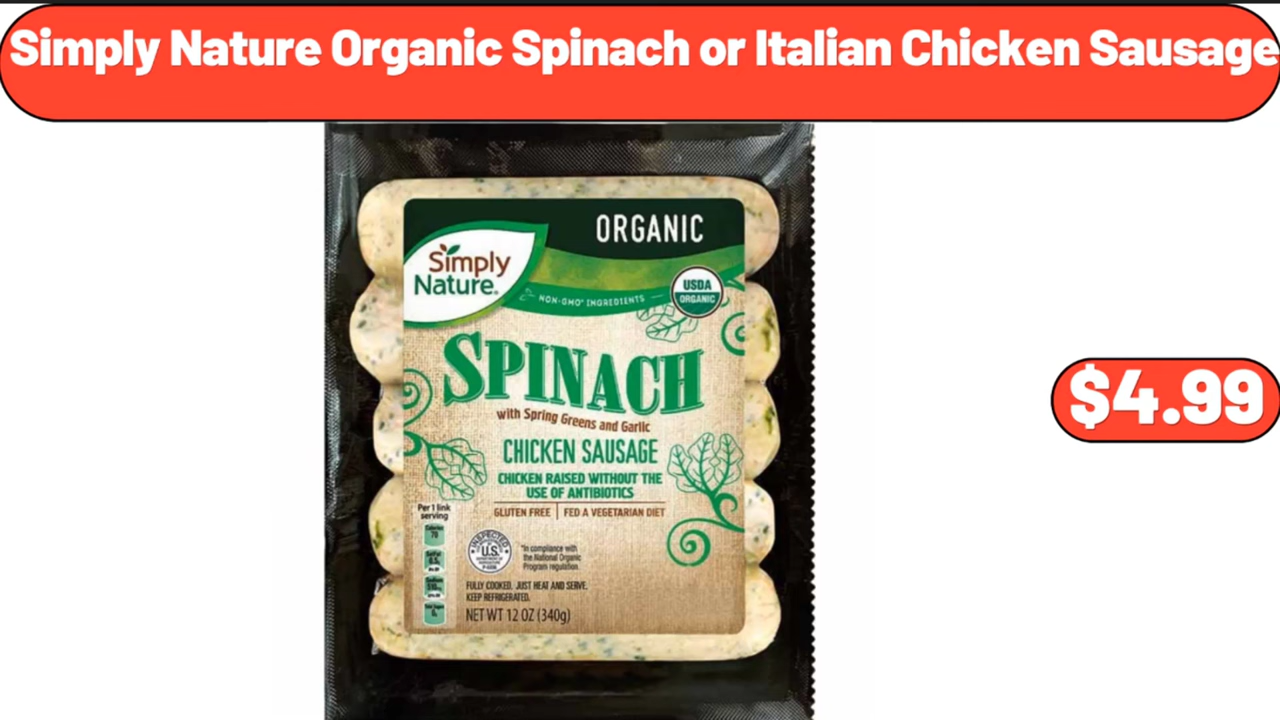 Simply Nature Organic Spinach or Italian Chicken Sausage
ORGANIC
Simply
Nature®
NON-GMO* INGREDIENTS
USDA
ORGANIC
SPINACH
with Spring Greens and Garlic
CHICKEN SAUSAGE
CHICKEN RAISED WITHOUT THE
USE OF ANTIBIOTICS
GLUTEN FREE | FED A VEGETARIAN DIET
Per 1 link
serving
Calories
70
U.S.
*In compliance with
the National Organic
Program regulation.
FULLY COOKED. JUST HEAT AND SERVE.
KEEP REFRIGERATED.
NET WT 12 OZ (340g)
$4.99